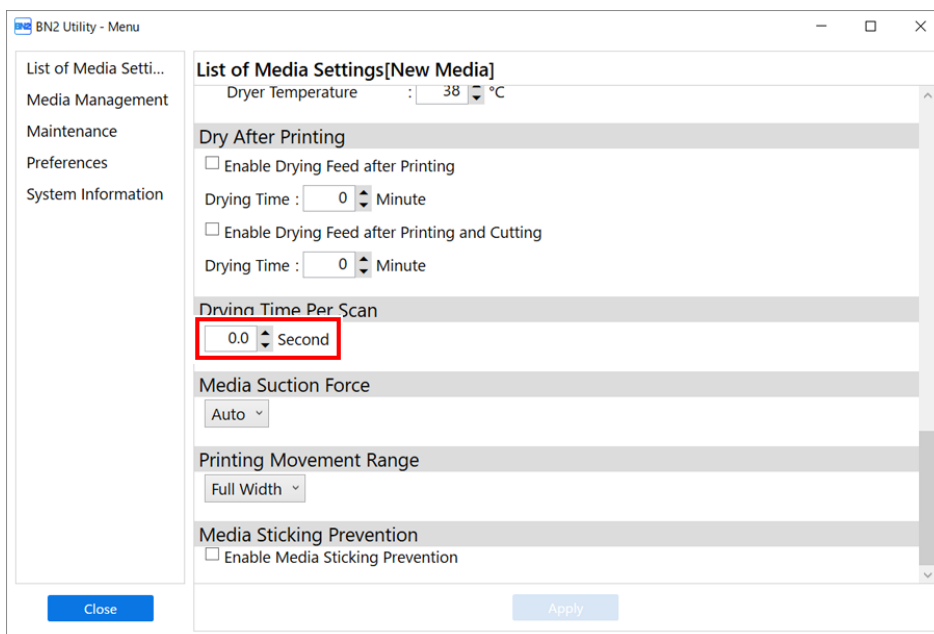 BN2 BN2 Utility - Menu
List of Media Setti...
Media Management
Maintenance
Preferences
System Information
Close
List of Media Settings[New Media]
Dryer Temperature : 38 °C
Dry After Printing
Enable Drying Feed after Printing
Drying Time : 0 Minute
Enable Drying Feed after Printing and Cutting
Drying Time : 0 Minute
Drying Time Per Scan
0.0 Second
Media Suction Force
Auto
Printing Movement Range
Full Width
Media Sticking Prevention
Enable Media Sticking Prevention
Apply